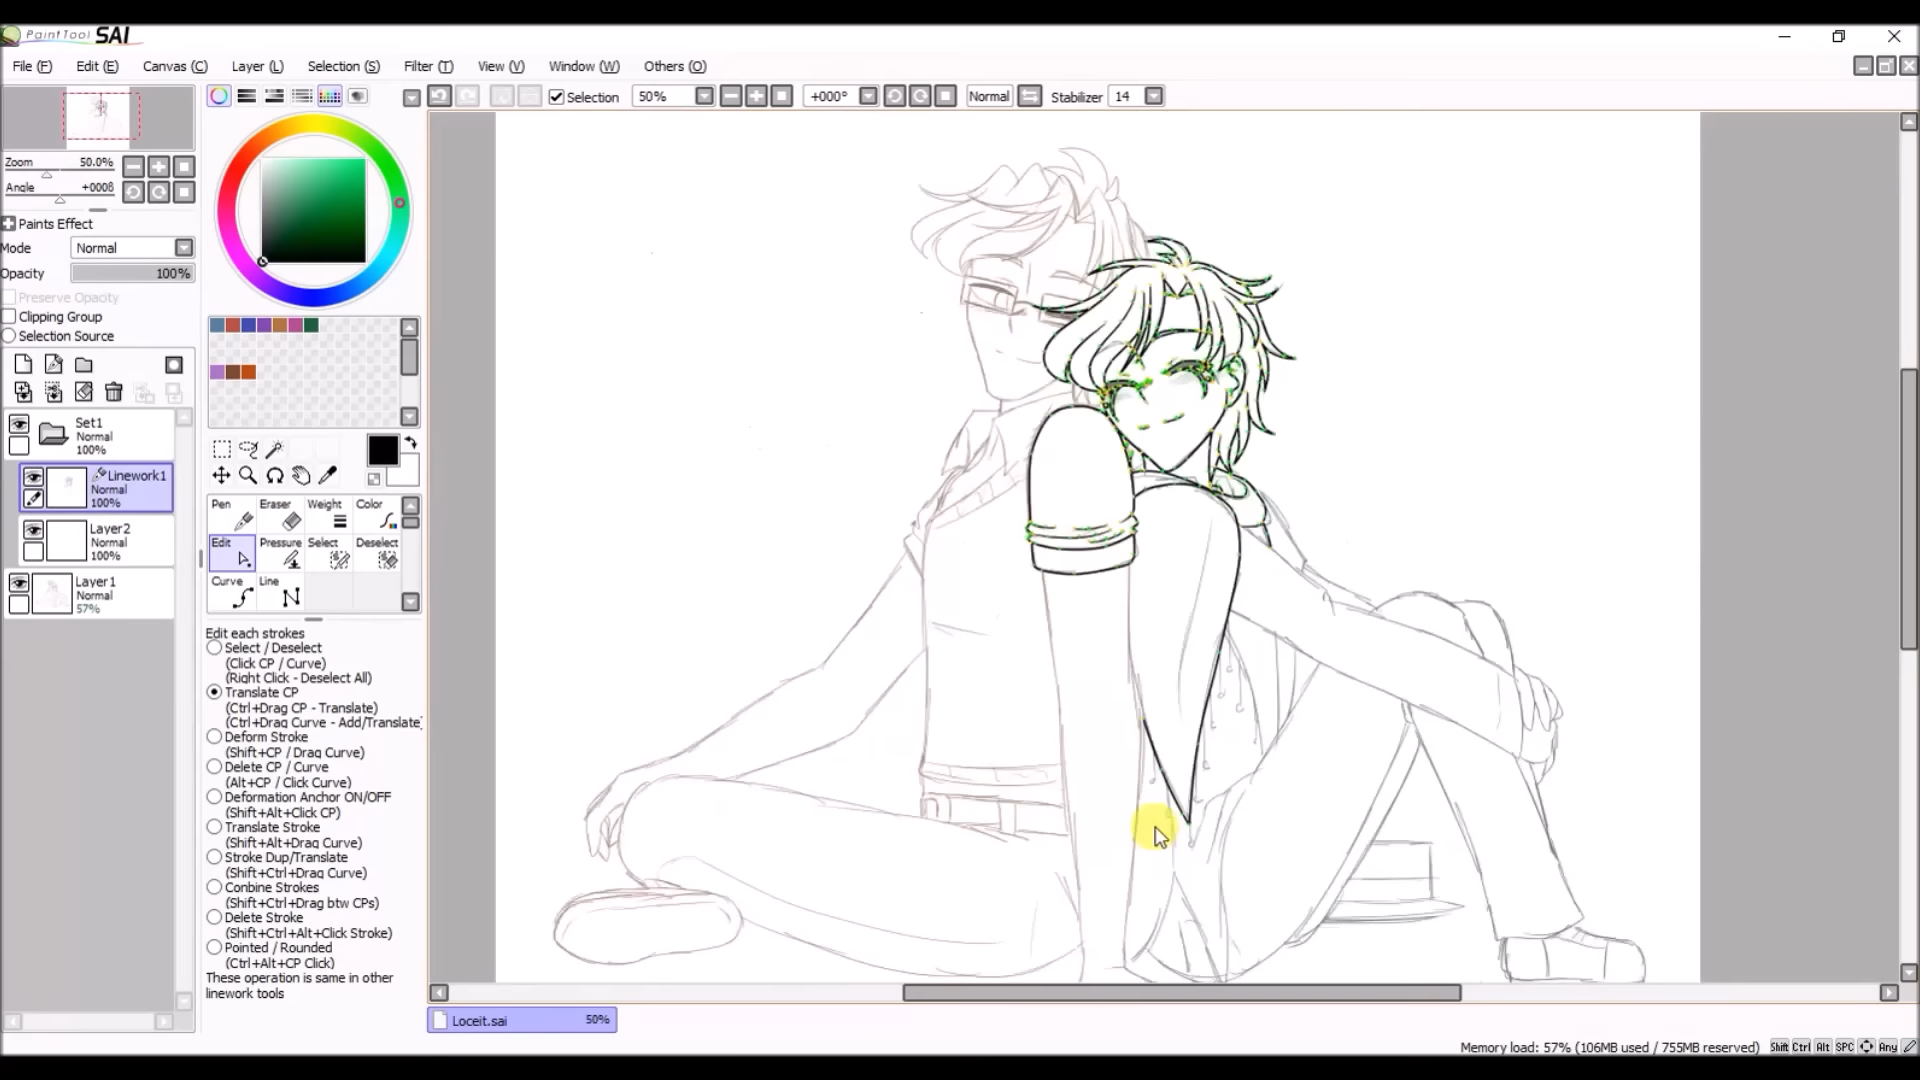 PaintTool SAI
File (F) Edit (E) Canvas (C) Layer (L) Selection (S) Filter (T) View (V) Window (W) Others (O)
Selection 50% +000° Normal Stabilizer 14
Zoom 50.0%
Angle +000ß
Paints Effect
Mode Normal
Opacity 100%
Preserve Opacity
Clipping Group
Selection Source
Set1
Normal
100%
Linework1
Normal
100%
Layer2
Normal
100%
Layer1
Normal
57%
Pen Eraser Weight Color
Edit Pressure Select Deselect
Curve Line
Edit each strokes
Select / Deselect
(Click CP / Curve)
(Right Click - Deselect All)
Translate CP
(Ctrl+Drag CP - Translate)
(Ctrl+Drag Curve - Add/Translate
Deform Stroke
(Shift+CP / Drag Curve)
Delete CP / Curve
(Alt+CP / Click Curve)
Deformation Anchor ON/OFF
(Shift+Alt+Click CP)
Translate Stroke
(Shift+Alt+Drag Curve)
Stroke Dup/Translate
(Shift+Ctrl+Drag Curve)
Conbine Strokes
(Shift+Ctrl+Drag btw CPs)
Delete Stroke
(Shift+Ctrl+Alt+Click Stroke)
Pointed / Rounded
(Ctrl+Alt+CP Click)
These operation is same in other
linework tools
Loceit.sai 50%
Memory load: 57% (106MB used / 755MB reserved) Shift Ctrl Alt SPC Any